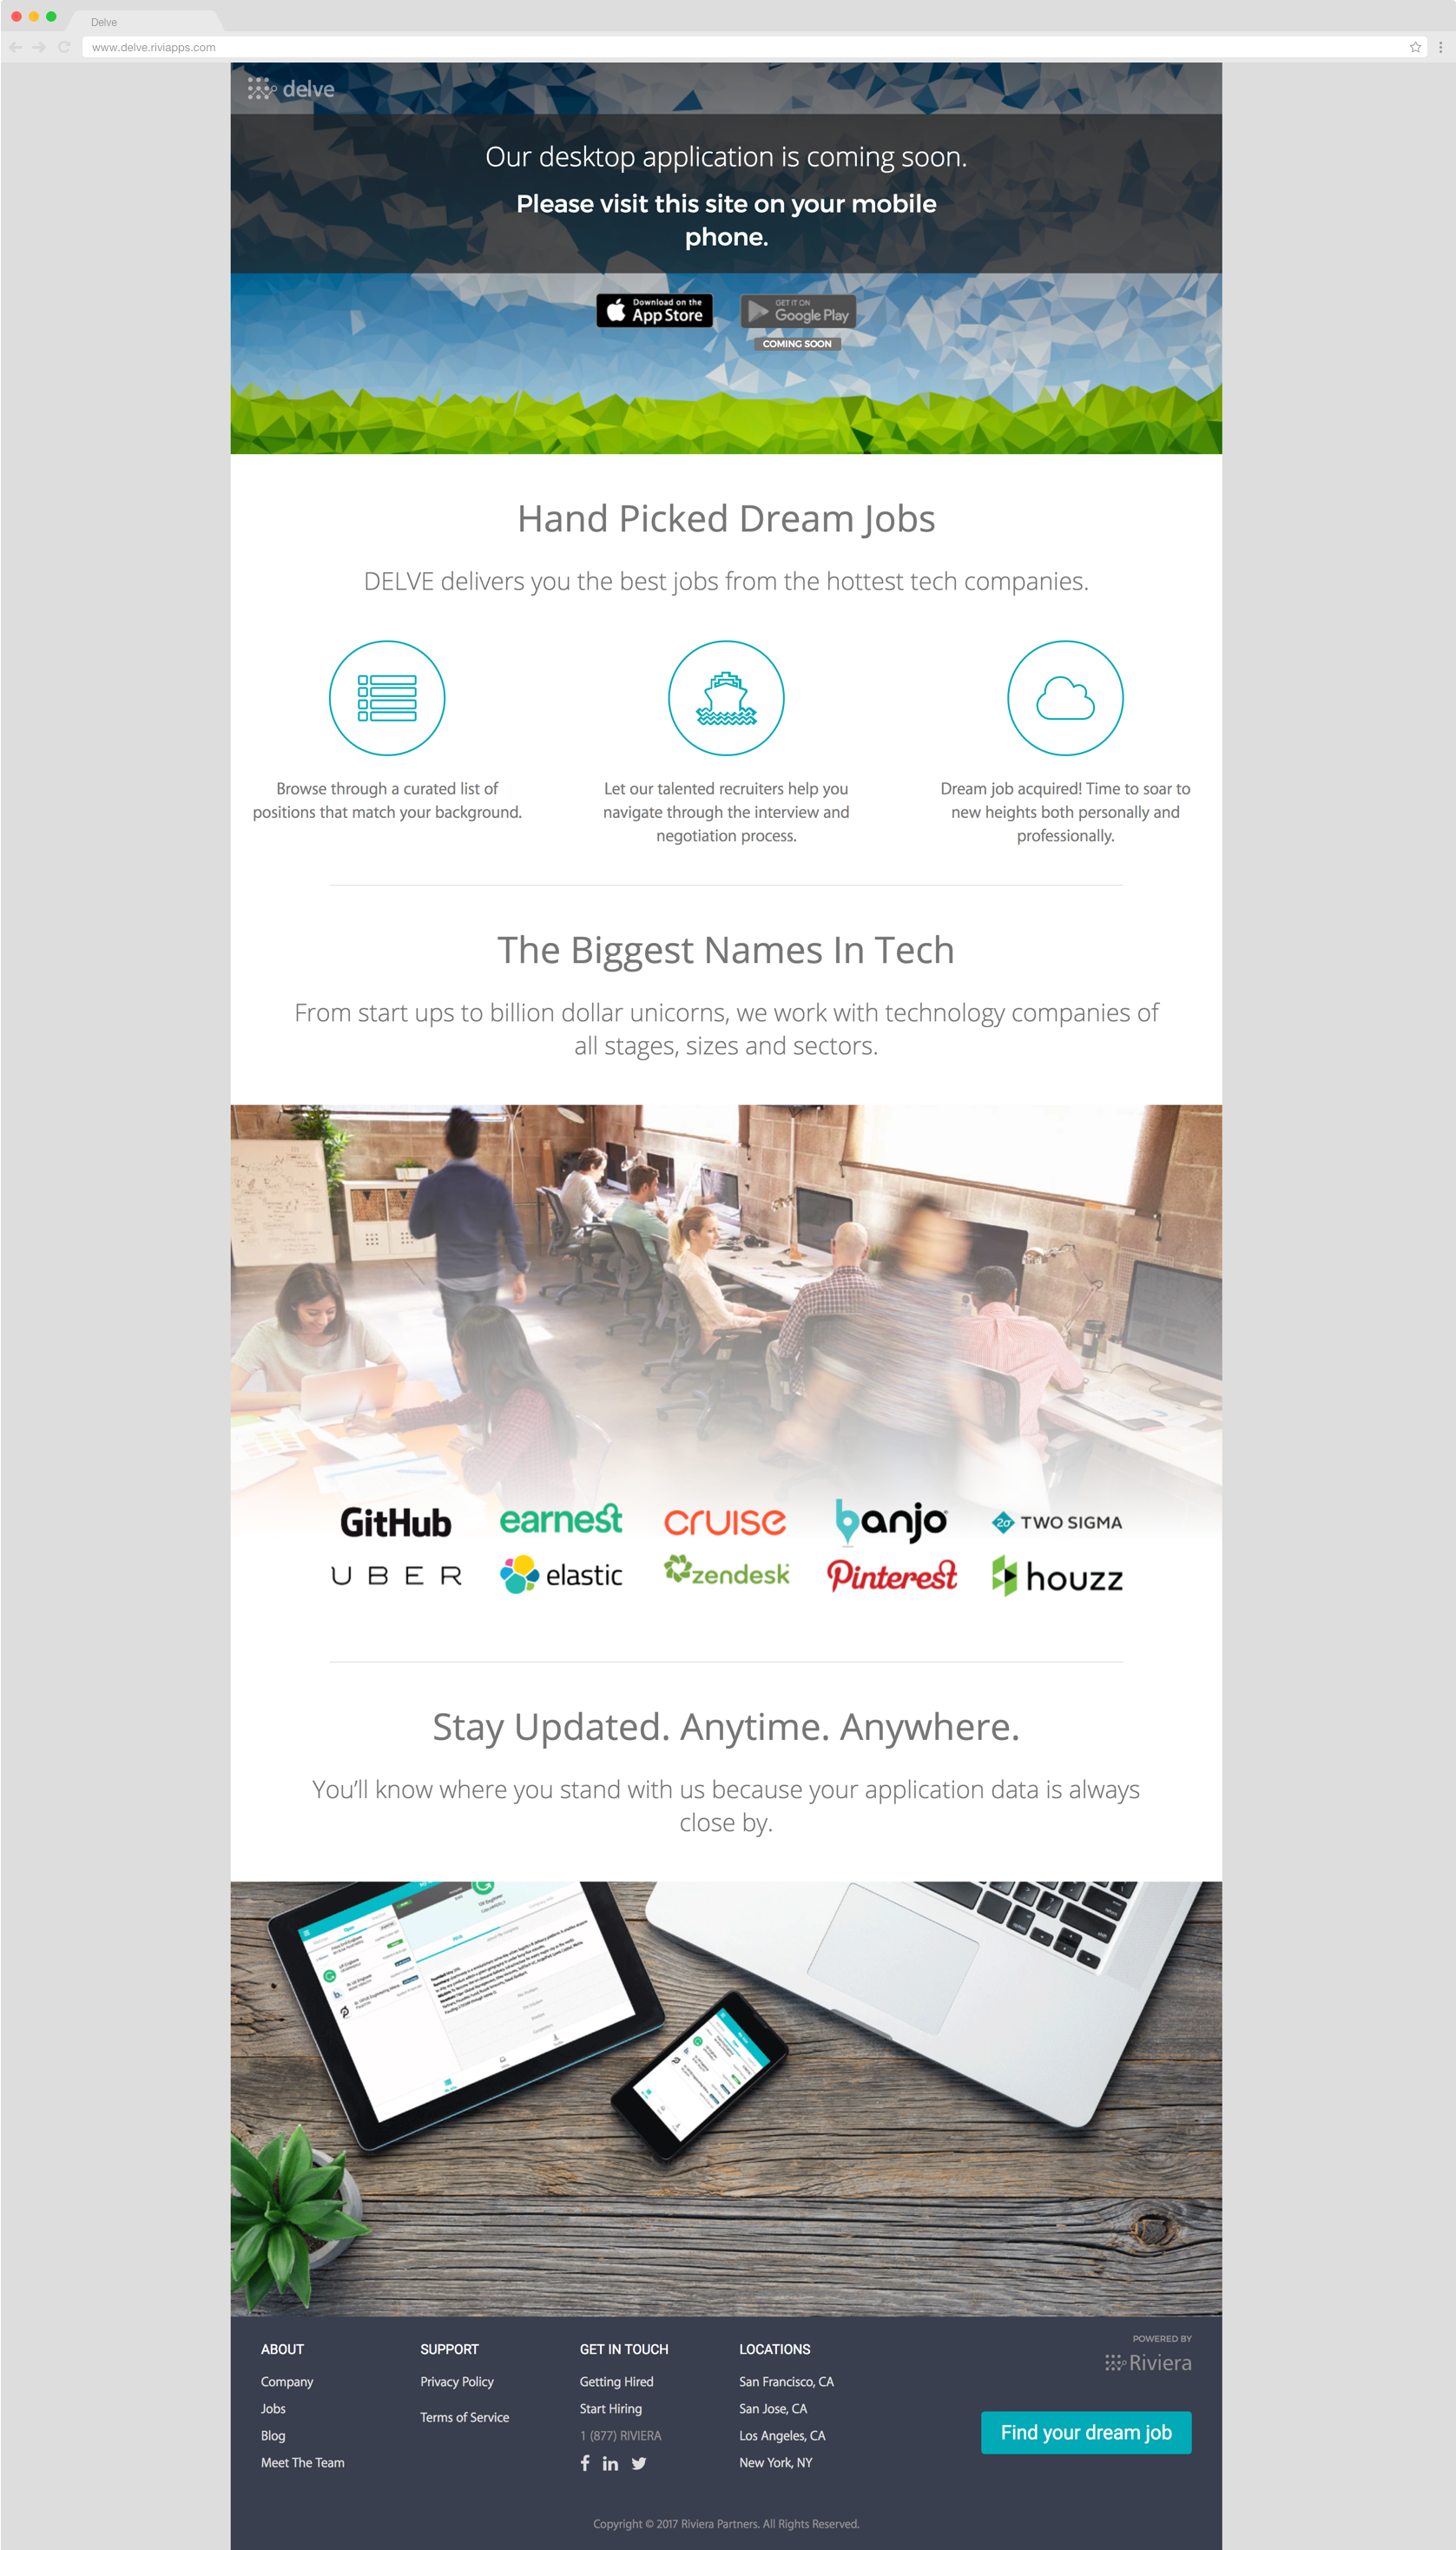 Delve
www.delve.riviapps.com
delve
Our desktop application is coming soon.
Please visit this site on your mobile
phone.
Download on the
App Store
GET IT ON
Google Play
COMING SOON
Hand Picked Dream Jobs
DELVE delivers you the best jobs from the hottest tech companies.
Browse through a curated list of
positions that match your background.
Let our talented recruiters help you
navigate through the interview and
negotiation process.
Dream job acquired! Time to soar to
new heights both personally and
professionally.
The Biggest Names In Tech
From start ups to billion dollar unicorns, we work with technology companies of
all stages, sizes and sectors.
GitHub earnest cruise banjo 2σ TWO SIGMA
UBER elastic zendesk Pinterest houzz
Stay Updated. Anytime. Anywhere.
You'll know where you stand with us because your application data is always
close by.
ABOUT
Company
Jobs
Blog
Meet The Team
SUPPORT
Privacy Policy
Terms of Service
GET IN TOUCH
Getting Hired
Start Hiring
1 (877) RIVIERA
LOCATIONS
San Francisco, CA
San Jose, CA
Los Angeles, CA
New York, NY
POWERED BY
Riviera
Find your dream job
Copyright © 2017 Riviera Partners. All Rights Reserved.